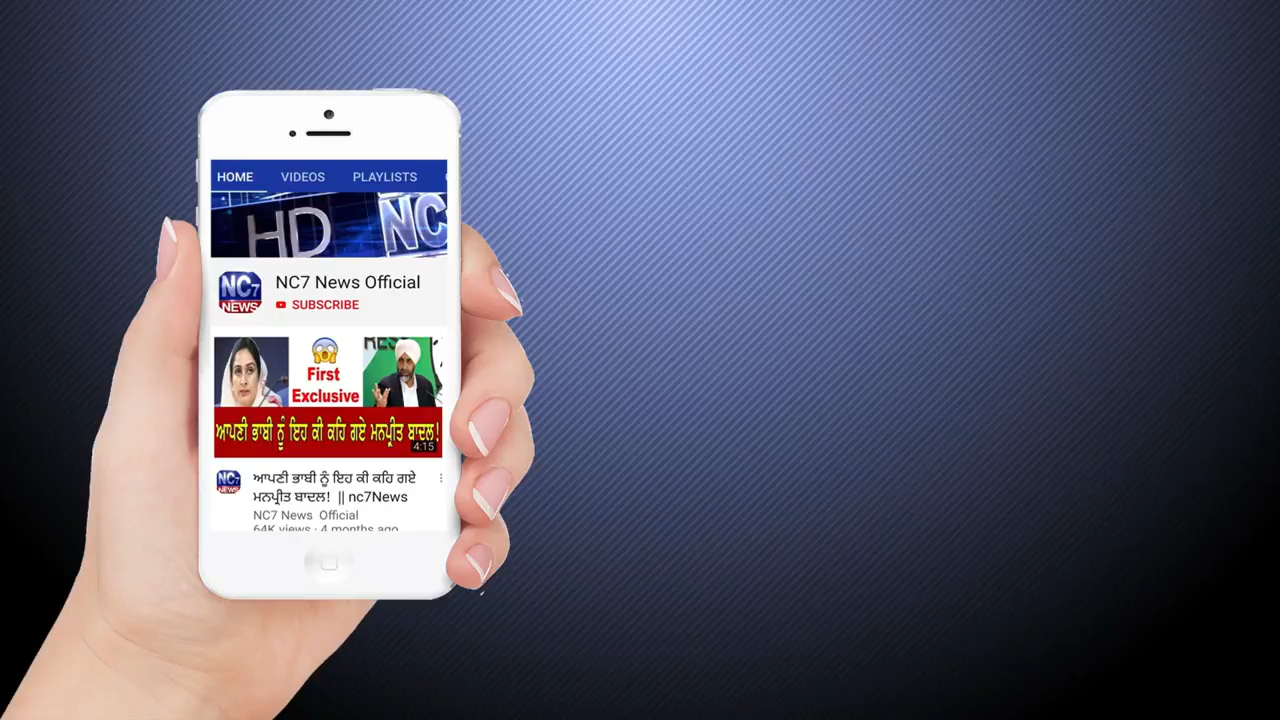 HOME VIDEOS PLAYLISTS
HD NC
NC7 News Official
NC7 NEWS
SUBSCRIBE
First
Exclusive
ਆਪਣੀ ਭਾਬੀ ਨੂੰ ਇਹ ਕੀ ਕਹਿ ਗਏ ਮਨਪ੍ਰੀਤ ਬਾਦਲ!
4:15
NC7 NEWS
ਆਪਣੀ ਭਾਬੀ ਨੂੰ ਇਹ ਕੀ ਕਹਿ ਗਏ
ਮਨਪ੍ਰੀਤ ਬਾਦਲ! || nc7News
NC7 News Official
64K views · 4 months ago